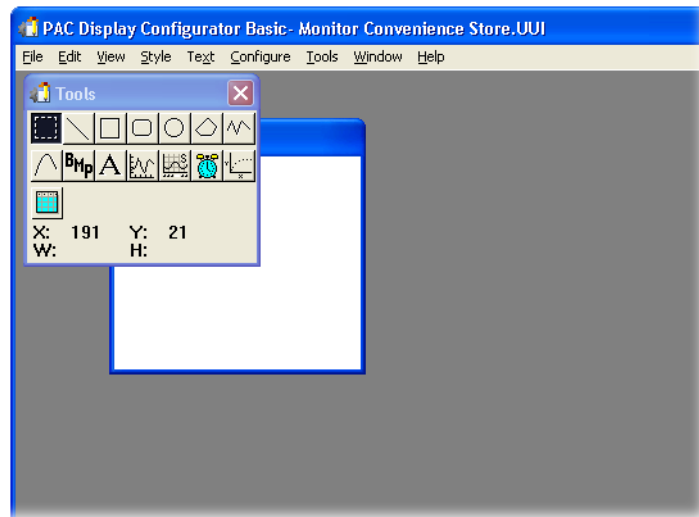 PAC Display Configurator Basic- Monitor Convenience Store.UUI
File Edit View Style Text Configure Tools Window Help
Tools
BMp A
X: 191 Y: 21
W: H: